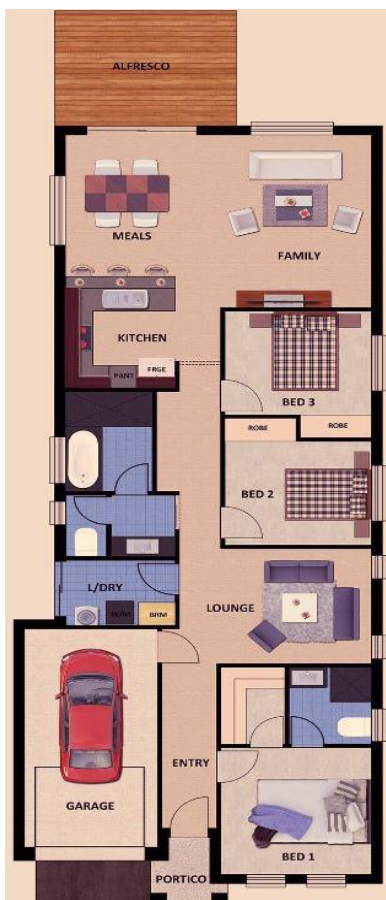 ALFRESCO
MEALS
FAMILY
KITCHEN
PANT
FRGE
BED 3
ROBE
ROBE
BED 2
L/DRY
BRM
LOUNGE
ENTRY
GARAGE
BED 1
PORTICO